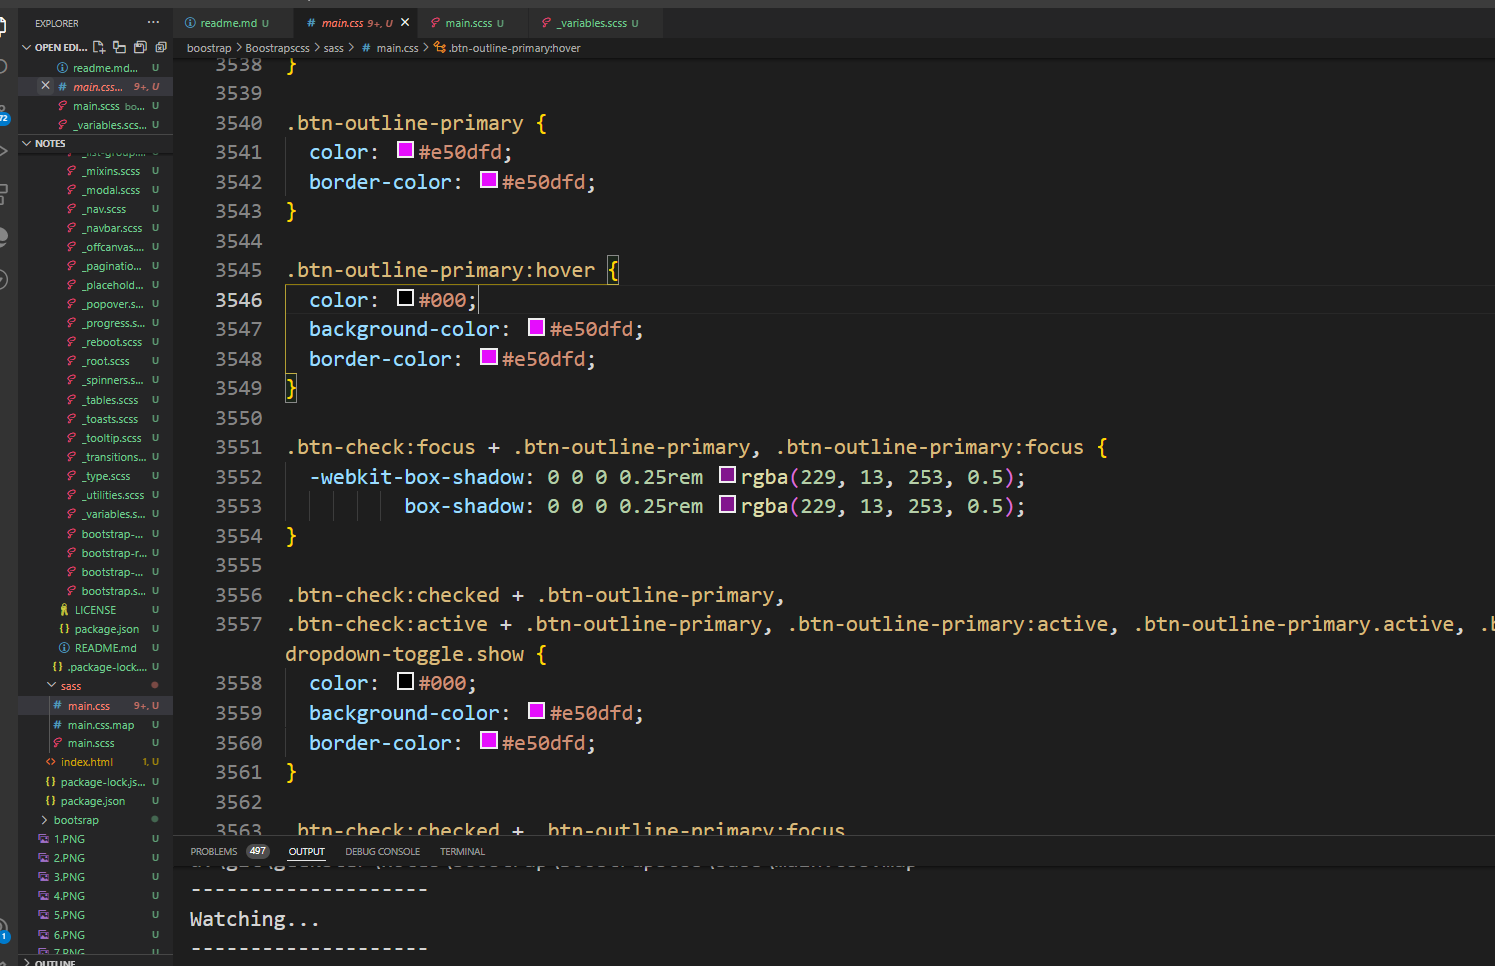 EXPLORER
...
OPEN EDI...
readme.md... U
main.css... 9+, U
main.scss bo... U
_variables.scs... U
NOTES
_list-group.... U
_mixins.scss U
_modal.scss U
_nav.scss U
_navbar.scss U
_offcanvas.... U
_paginatio... U
_placehold... U
_popover.s... U
_progress.s... U
_reboot.scss U
_root.scss U
_spinners.s... U
_tables.scss U
_toasts.scss U
_tooltip.scss U
_transitions... U
_type.scss U
_utilities.scss U
_variables.s... U
bootstrap-... U
bootstrap-r... U
bootstrap-... U
bootstrap.s... U
LICENSE U
package.json U
README.md U
.package-lock.... U
sass
main.css 9+, U
main.css.map U
main.scss U
index.html 1, U
package-lock.js... U
package.json U
bootsrap
1.PNG U
2.PNG U
3.PNG U
4.PNG U
5.PNG U
6.PNG U
7.PNG U
OUTLINE
72
1
readme.md U
# main.css 9+, U
main.scss U
_variables.scss U
boostrap > Boostrapscss > sass > # main.css > .btn-outline-primary:hover
3538 }
3539
3540 .btn-outline-primary {
3541 color: #e50dfd;
3542 border-color: #e50dfd;
3543 }
3544
3545 .btn-outline-primary:hover {
3546 color: #000;
3547 background-color: #e50dfd;
3548 border-color: #e50dfd;
3549 }
3550
3551 .btn-check:focus + .btn-outline-primary, .btn-outline-primary:focus {
3552 -webkit-box-shadow: 0 0 0 0.25rem rgba(229, 13, 253, 0.5);
3553 box-shadow: 0 0 0 0.25rem rgba(229, 13, 253, 0.5);
3554 }
3555
3556 .btn-check:checked + .btn-outline-primary,
3557 .btn-check:active + .btn-outline-primary, .btn-outline-primary:active, .btn-outline-primary.active, .
dropdown-toggle.show {
3558 color: #000;
3559 background-color: #e50dfd;
3560 border-color: #e50dfd;
3561 }
3562
3563 .btn-check:checked + .btn-outline-primary:focus
PROBLEMS 497 OUTPUT DEBUG CONSOLE TERMINAL
--------------------
Watching...
--------------------